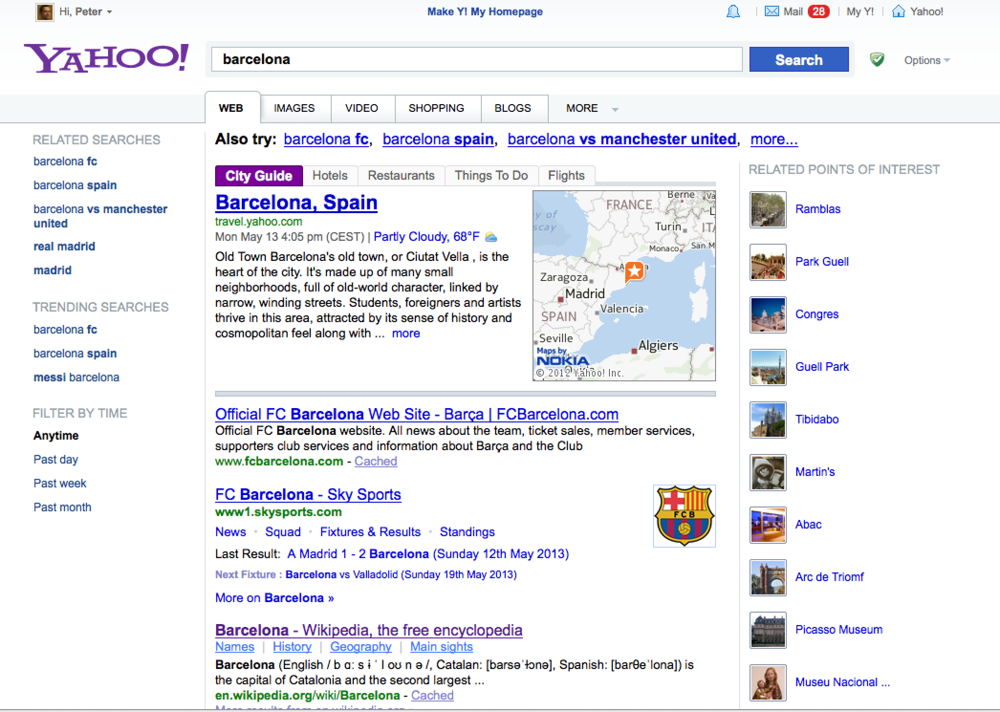 Hi, Peter
Make Y! My Homepage
Mail 28
My Y!
Yahoo!
YAHOO!
barcelona
Search
Options
WEB
IMAGES
VIDEO
SHOPPING
BLOGS
MORE
RELATED SEARCHES
barcelona fc
barcelona spain
barcelona vs manchester
united
real madrid
madrid
TRENDING SEARCHES
barcelona fc
barcelona spain
messi barcelona
FILTER BY TIME
Anytime
Past day
Past week
Past month
Also try: barcelona fc, barcelona spain, barcelona vs manchester united, more...
City Guide
Hotels
Restaurants
Things To Do
Flights
Barcelona, Spain
travel.yahoo.com
Mon May 13 4:05 pm (CEST) | Partly Cloudy, 68°F
Old Town Barcelona's old town, or Ciutat Vella , is the
heart of the city. It's made up of many small
neighborhoods, full of old-world character, linked by
narrow, winding streets. Students, foreigners and artists
thrive in this area, attracted by its sense of history and
cosmopolitan feel along with ... more
Berne
FRANCE
y of
scay
Turin
ITA
Monaco
San M
Zaragoza
Madrid
Valencia
SPAIN
Seville
Algiers
Maps by
NOKIA
© 2012 Yahoo! Inc.
Official FC Barcelona Web Site - Barça | FCBarcelona.com
Official FC Barcelona website. All news about the team, ticket sales, member services,
supporters club services and information about Barça and the Club
www.fcbarcelona.com - Cached
FC Barcelona - Sky Sports
www1.skysports.com
News • Squad • Fixtures & Results • Standings
Last Result: A Madrid 1 - 2 Barcelona (Sunday 12th May 2013)
Next Fixture : Barcelona vs Valladolid (Sunday 19th May 2013)
More on Barcelona »
FCB
Barcelona - Wikipedia, the free encyclopedia
Names | History | Geography | Main sights
Barcelona (English / b ɑː s ɨ ˈ l oʊ n ə /, Catalan: [barsəˈɫonə], Spanish: [barθeˈlona]) is
the capital of Catalonia and the second largest ...
en.wikipedia.org/wiki/Barcelona - Cached
More results from en.wikipedia.org »
RELATED POINTS OF INTEREST
Ramblas
Park Guell
Congres
Guell Park
Tibidabo
Martin's
Abac
Arc de Triomf
Picasso Museum
Museu Nacional ...